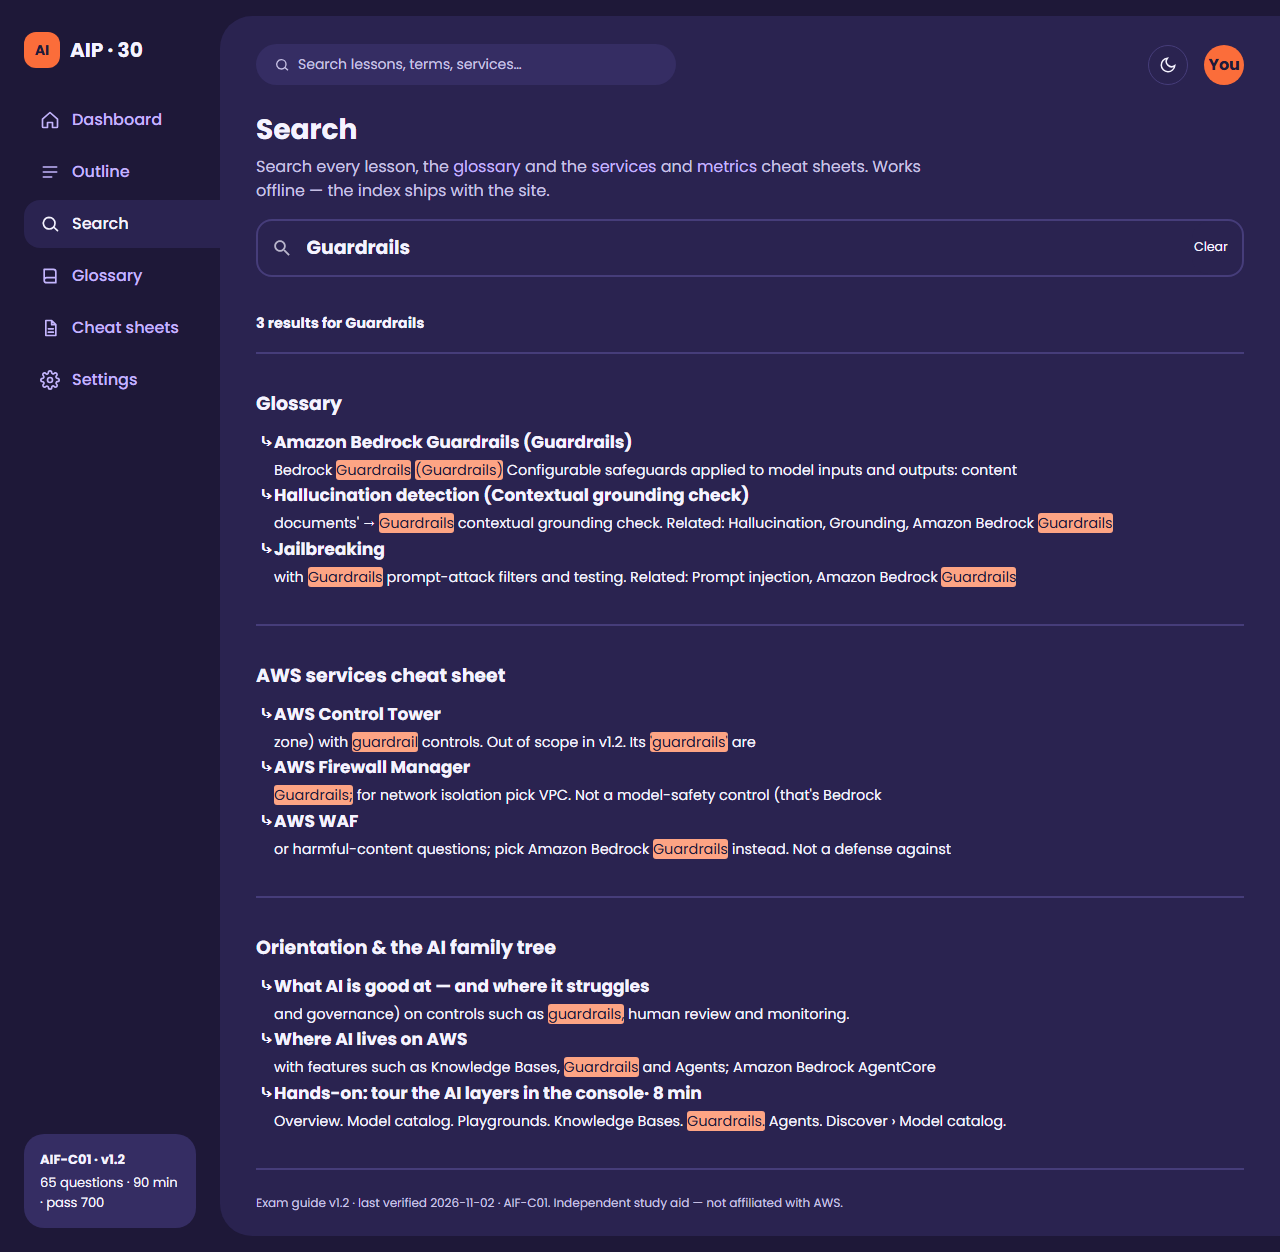 AI AIP · 30
Search lessons, terms, services...
You
Dashboard
Outline
Search
Glossary
Cheat sheets
Settings
Search
Search every lesson, the glossary and the services and metrics cheat sheets. Works
offline — the index ships with the site.
Guardrails
Clear
3 results for Guardrails
Glossary
Amazon Bedrock Guardrails (Guardrails)
Bedrock Guardrails (Guardrails) Configurable safeguards applied to model inputs and outputs: content
Hallucination detection (Contextual grounding check)
documents' → Guardrails contextual grounding check. Related: Hallucination, Grounding, Amazon Bedrock Guardrails
Jailbreaking
with Guardrails prompt-attack filters and testing. Related: Prompt injection, Amazon Bedrock Guardrails
AWS services cheat sheet
AWS Control Tower
zone) with guardrail controls. Out of scope in v1.2. Its 'guardrails' are
AWS Firewall Manager
Guardrails; for network isolation pick VPC. Not a model-safety control (that's Bedrock
AWS WAF
or harmful-content questions; pick Amazon Bedrock Guardrails instead. Not a defense against
Orientation & the AI family tree
What AI is good at — and where it struggles
and governance) on controls such as guardrails, human review and monitoring.
Where AI lives on AWS
with features such as Knowledge Bases, Guardrails and Agents; Amazon Bedrock AgentCore
Hands-on: tour the AI layers in the console· 8 min
Overview. Model catalog. Playgrounds. Knowledge Bases. Guardrails. Agents. Discover › Model catalog.
AIF-C01 · v1.2
65 questions · 90 min
· pass 700
Exam guide v1.2 · last verified 2026-11-02 · AIF-C01. Independent study aid — not affiliated with AWS.